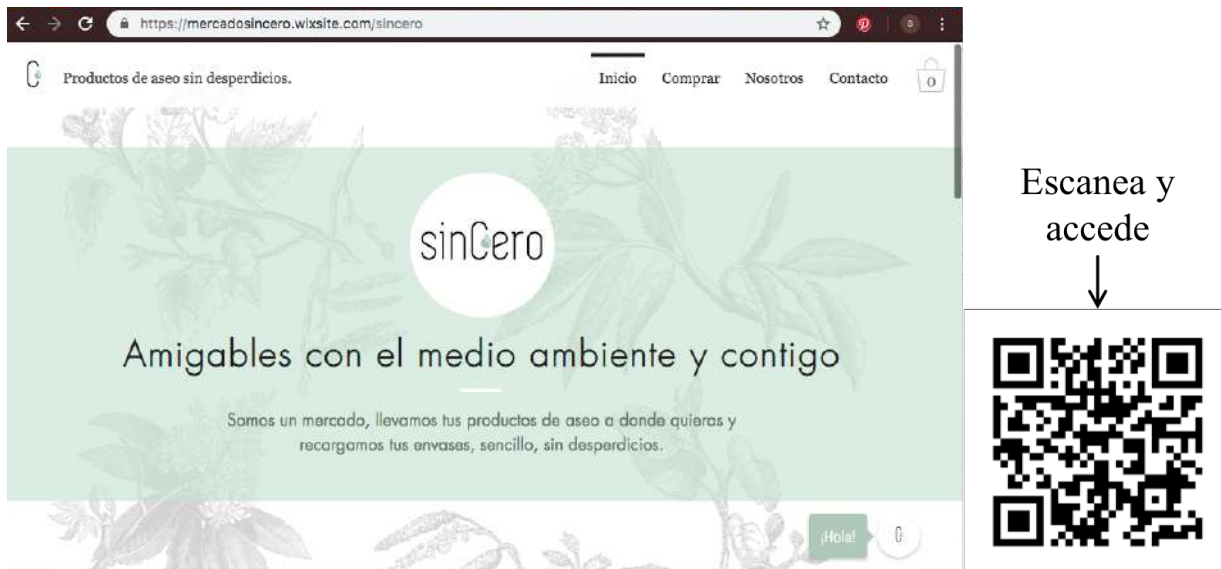 https://mercadosincero.wixsite.com/sincero
Productos de aseo sin desperdicios.
Inicio Comprar Nosotros Contacto 0
sinCero
Amigables con el medio ambiente y contigo
Somos un mercado, llevamos tus productos de aseo a donde quieras y
recargamos tus envases, sencillo, sin desperdicios.
¡Hola!
Escanea y
accede